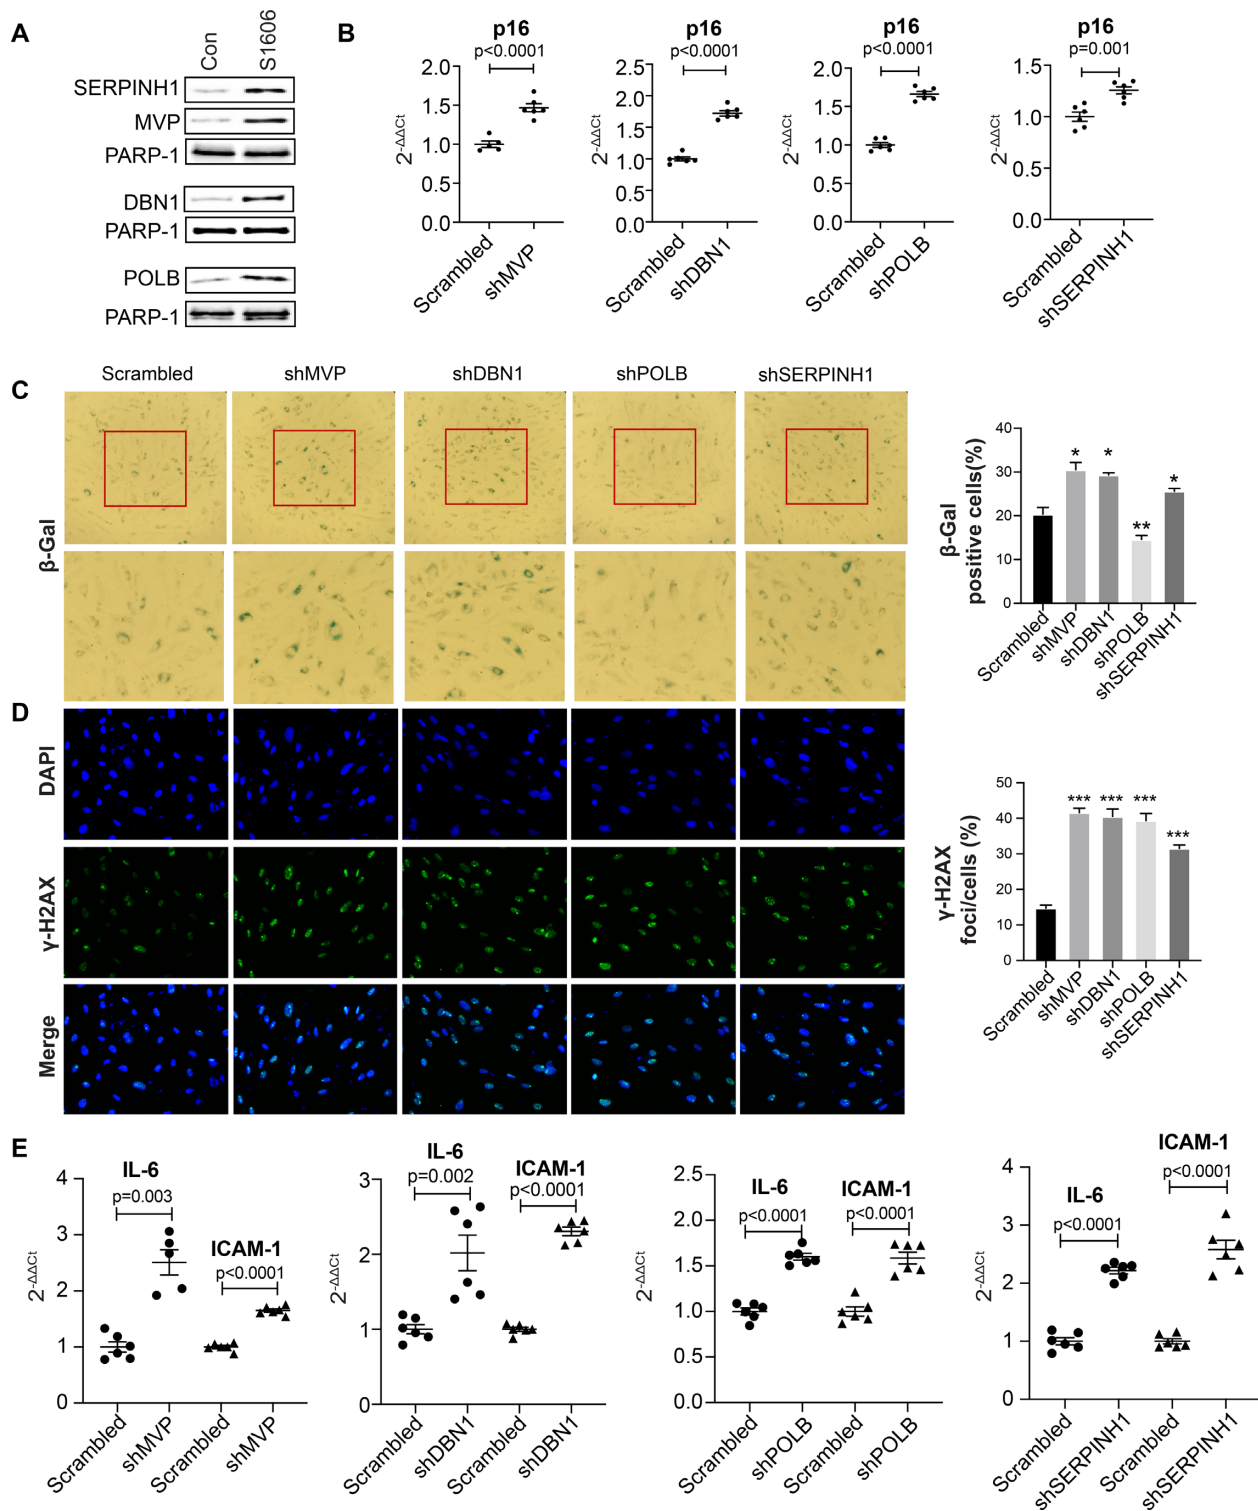 A
Con
S1606
SERPINH1
MVP
PARP-1
DBN1
PARP-1
POLB
PARP-1
B
p16
p<0.0001
2-ΔΔCt
2.0
1.5
1.0
0.5
0.0
Scrambled
shMVP
p16
p<0.0001
2-ΔΔCt
2.5
2.0
1.5
1.0
0.5
0.0
Scrambled
shDBN1
p16
p<0.0001
2-ΔΔCt
2.0
1.5
1.0
0.5
0.0
Scrambled
shPOLB
p16
p=0.001
2-ΔΔCt
1.5
1.0
0.5
0.0
Scrambled
shSERPINH1
C
Scrambled
shMVP
shDBN1
shPOLB
shSERPINH1
β-Gal
β-Gal
positive cells(%)
40
30
20
10
0
*
*
**
*
Scrambled
shMVP
shDBN1
shPOLB
shSERPINH1
D
DAPI
γ-H2AX
Merge
γ-H2AX
foci/cells (%)
50
40
30
20
10
0
***
***
***
***
Scrambled
shMVP
shDBN1
shPOLB
shSERPINH1
E
2-ΔΔCt
4
3
2
1
0
IL-6
p=0.003
ICAM-1
p<0.0001
Scrambled
shMVP
Scrambled
shMVP
2-ΔΔCt
3
2
1
0
IL-6
p=0.002
ICAM-1
p<0.0001
Scrambled
shDBN1
Scrambled
shDBN1
2-ΔΔCt
2.5
2.0
1.5
1.0
0.5
0.0
IL-6
p<0.0001
ICAM-1
p<0.0001
Scrambled
shPOLB
Scrambled
shPOLB
2-ΔΔCt
4
3
2
1
0
IL-6
p<0.0001
ICAM-1
p<0.0001
Scrambled
shSERPINH1
Scrambled
shSERPINH1